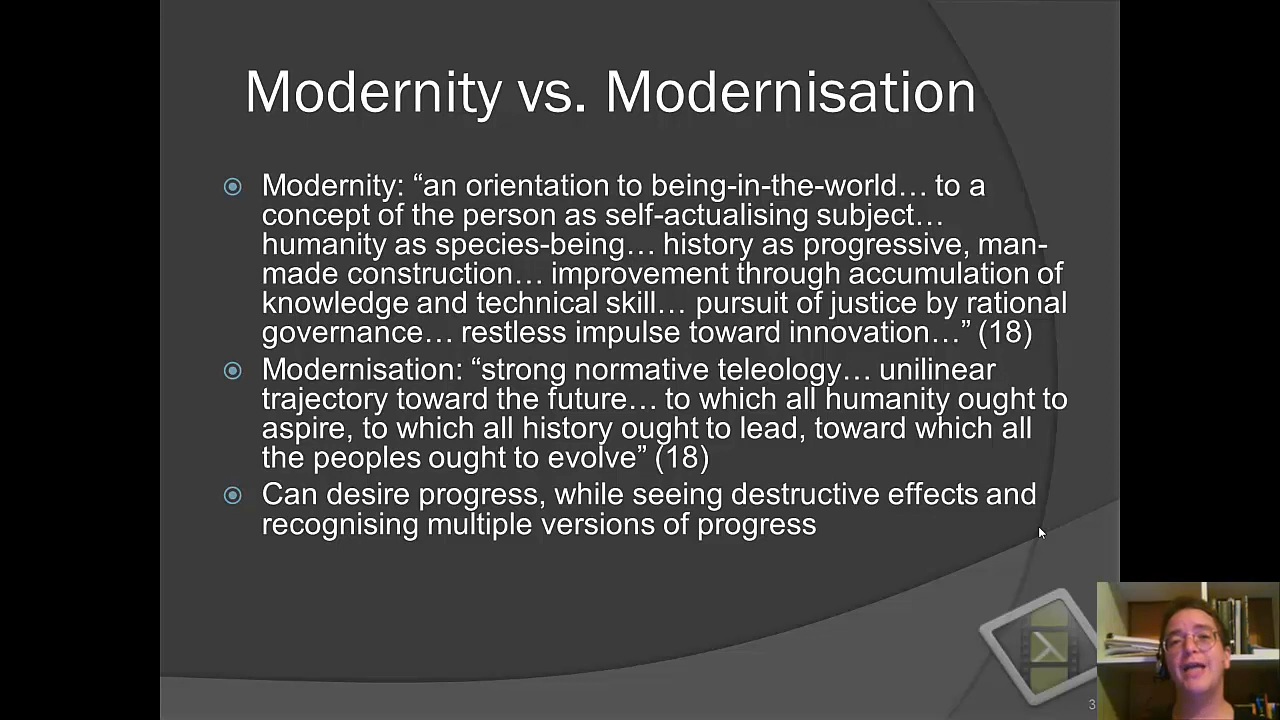 Modernity vs. Modernisation
Modernity: “an orientation to being-in-the-world… to a
concept of the person as self-actualising subject…
humanity as species-being… history as progressive, man-
made construction… improvement through accumulation of
knowledge and technical skill… pursuit of justice by rational
governance… restless impulse toward innovation…” (18)
Modernisation: “strong normative teleology… unilinear
trajectory toward the future… to which all humanity ought to
aspire, to which all history ought to lead, toward which all
the peoples ought to evolve” (18)
Can desire progress, while seeing destructive effects and
recognising multiple versions of progress
3